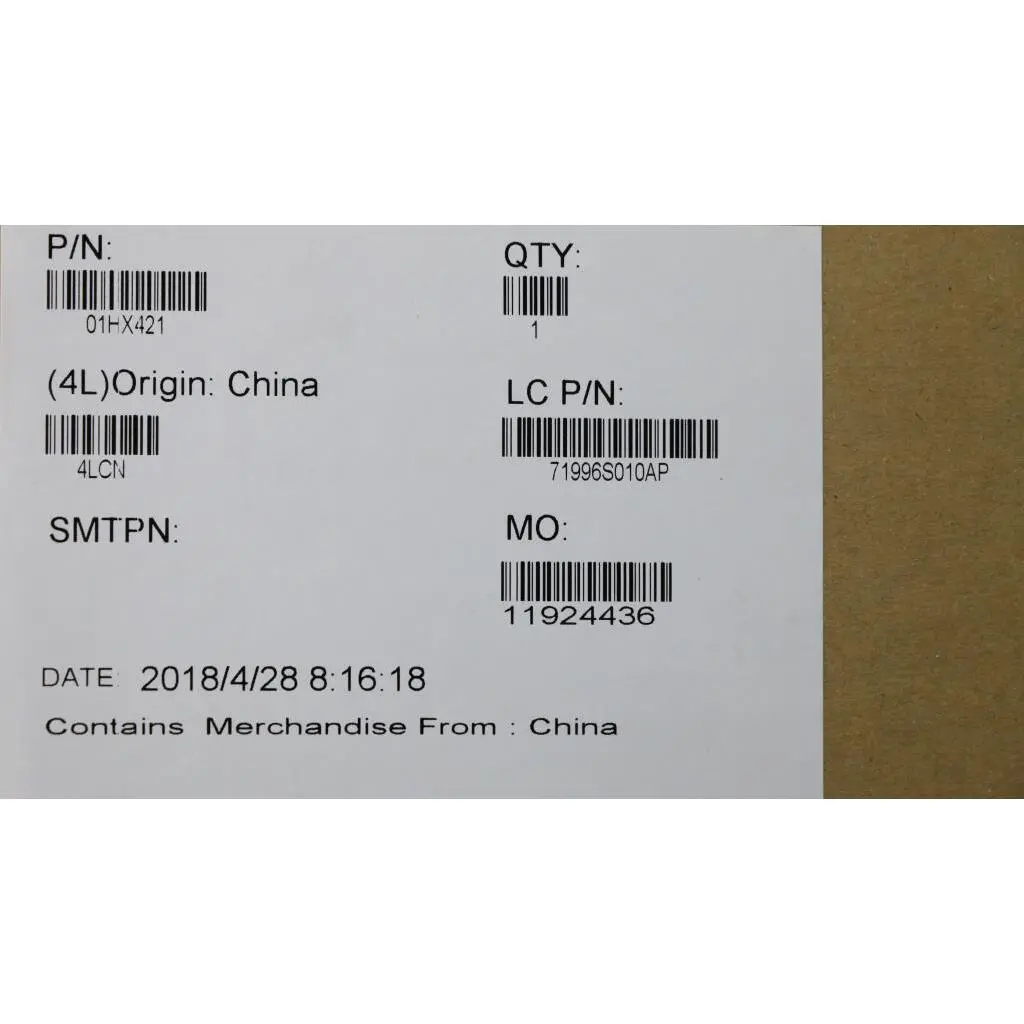 P/N:
01HX421
QTY:
1
(4L)Origin: China
4LCN
LC P/N:
71996S010AP
SMTPN:
MO:
11924436
DATE: 2018/4/28 8:16:18
Contains Merchandise From : China